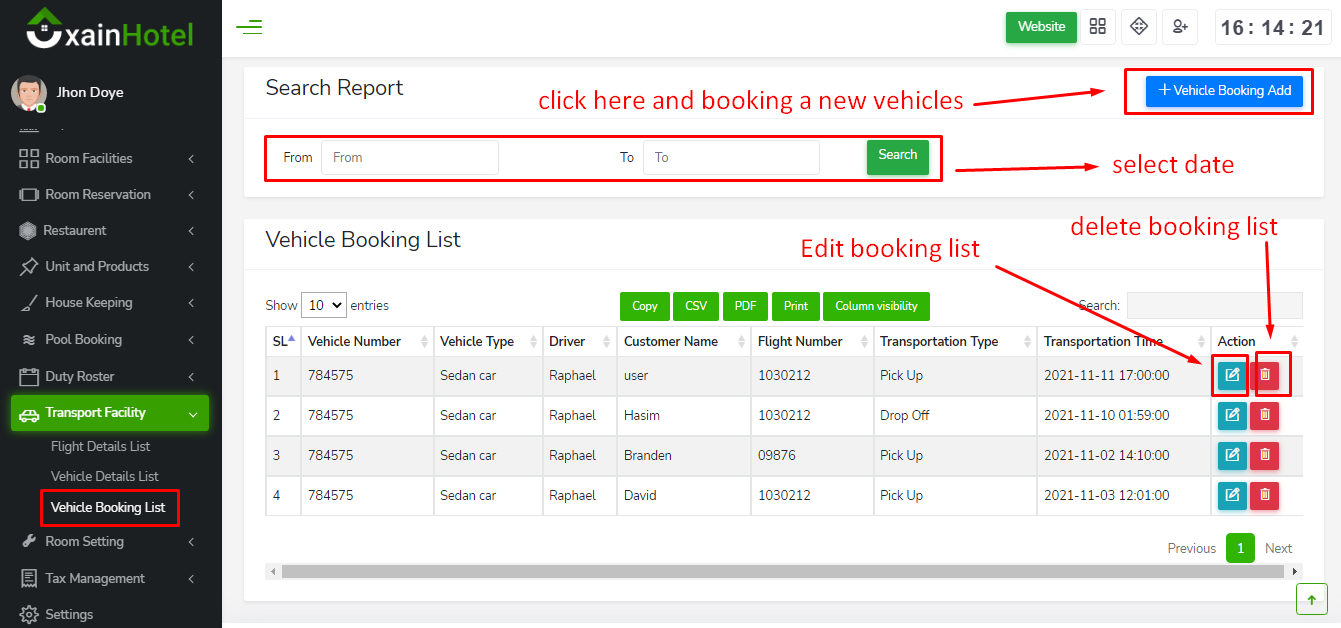 xainHotel
Website
16 : 14 : 21
Jhon Doye
Search Report
click here and booking a new vehicles
+ Vehicle Booking Add
From From To To Search
select date
Room Facilities
Room Reservation
Restaurent
Unit and Products
House Keeping
Pool Booking
Duty Roster
Transport Facility
Flight Details List
Vehicle Details List
Vehicle Booking List
Room Setting
Tax Management
Settings
Vehicle Booking List
Edit booking list
delete booking list
Show 10 entries
Copy CSV PDF Print Column visibility
Search:
SL Vehicle Number Vehicle Type Driver Customer Name Flight Number Transportation Type Transportation Time Action
1 784575 Sedan car Raphael user 1030212 Pick Up 2021-11-11 17:00:00
2 784575 Sedan car Raphael Hasim 1030212 Drop Off 2021-11-10 01:59:00
3 784575 Sedan car Raphael Branden 09876 Pick Up 2021-11-02 14:10:00
4 784575 Sedan car Raphael David 1030212 Pick Up 2021-11-03 12:01:00
Previous 1 Next